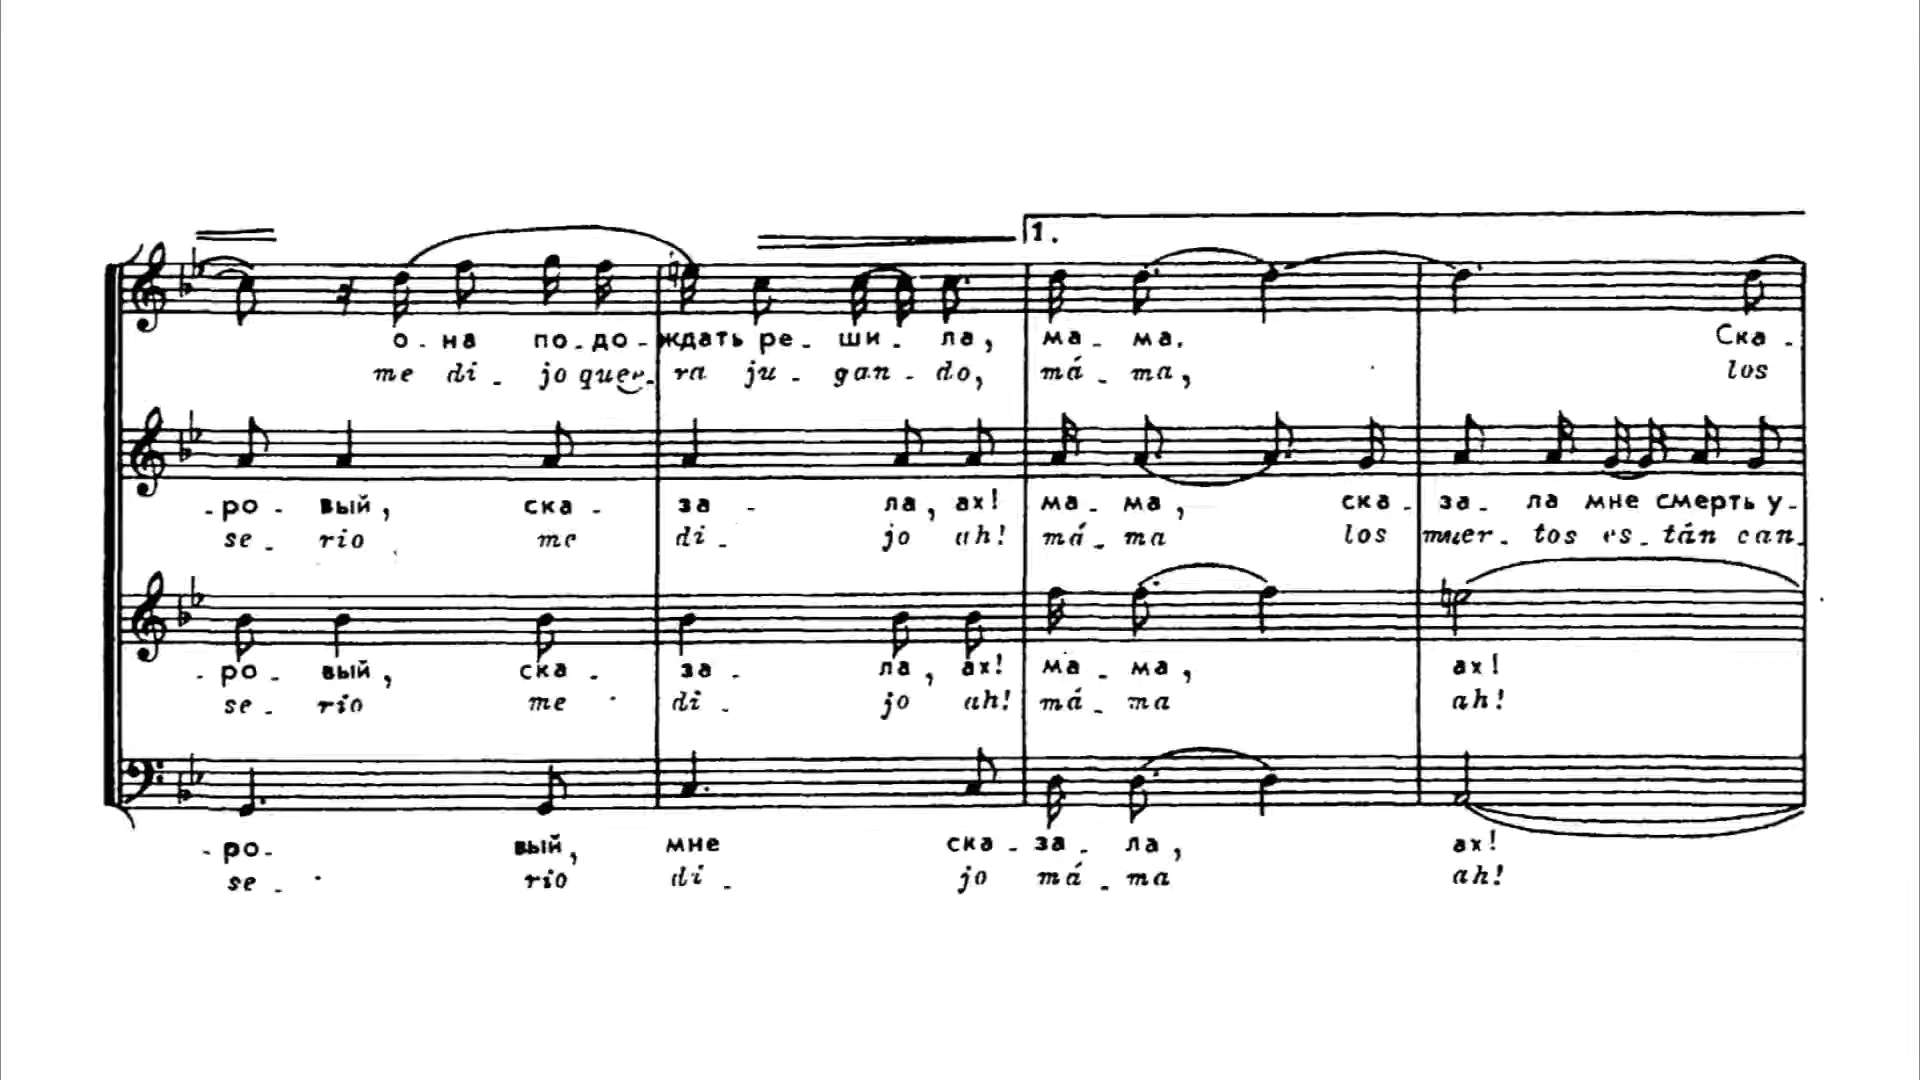 1.
о - на по - до - ждать ре - ши - ла, ма - ма. Ска -
me di - jo quee - ra ju - gan - do, má - ma, los
- ро - вый, ска - за - ла, ах! ма - ма, ска - за - ла мне смерть у -
se - rio me di - jo ah! má - ma los muer - tos es - tán can -
- ро - вый, ска - за - ла, ах! ма - ма, ах!
se - rio me di - jo ah! má - ma ah!
- ро - вый, мне ска - за - ла, ах!
se - rio di - jo má - ma ah!